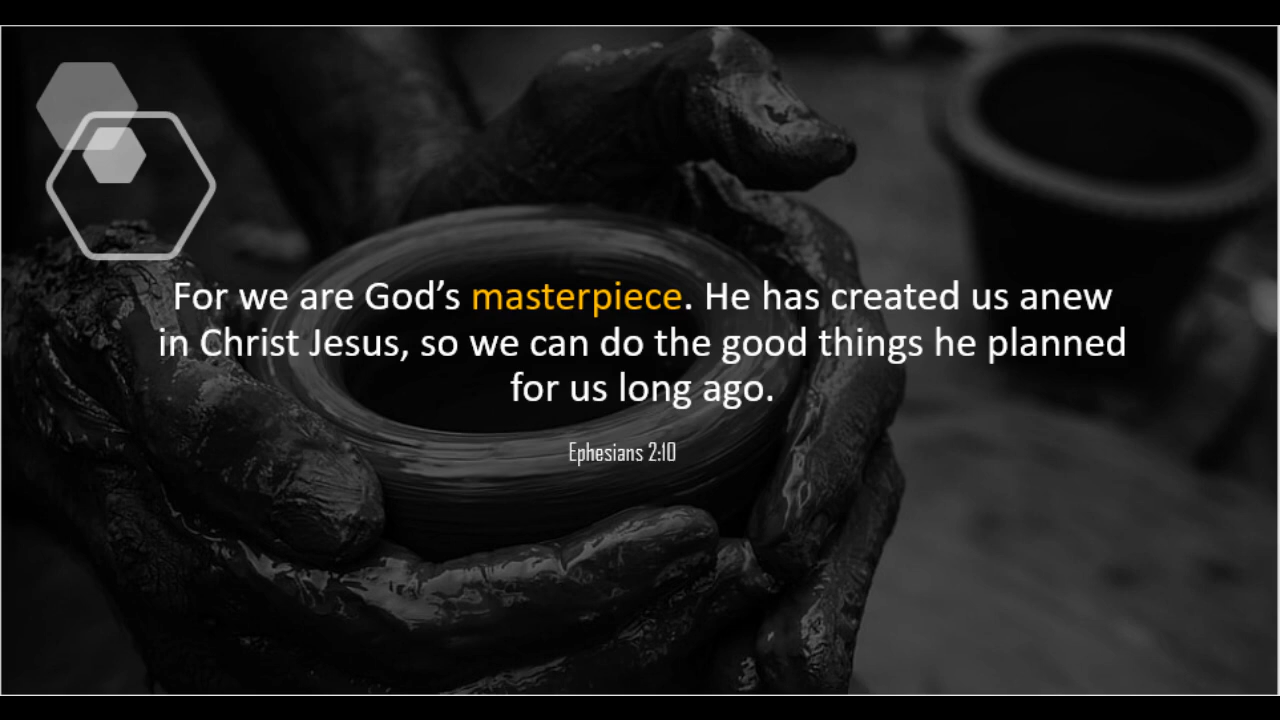 For we are God’s masterpiece. He has created us anew
in Christ Jesus, so we can do the good things he planned
for us long ago.
Ephesians 2:10